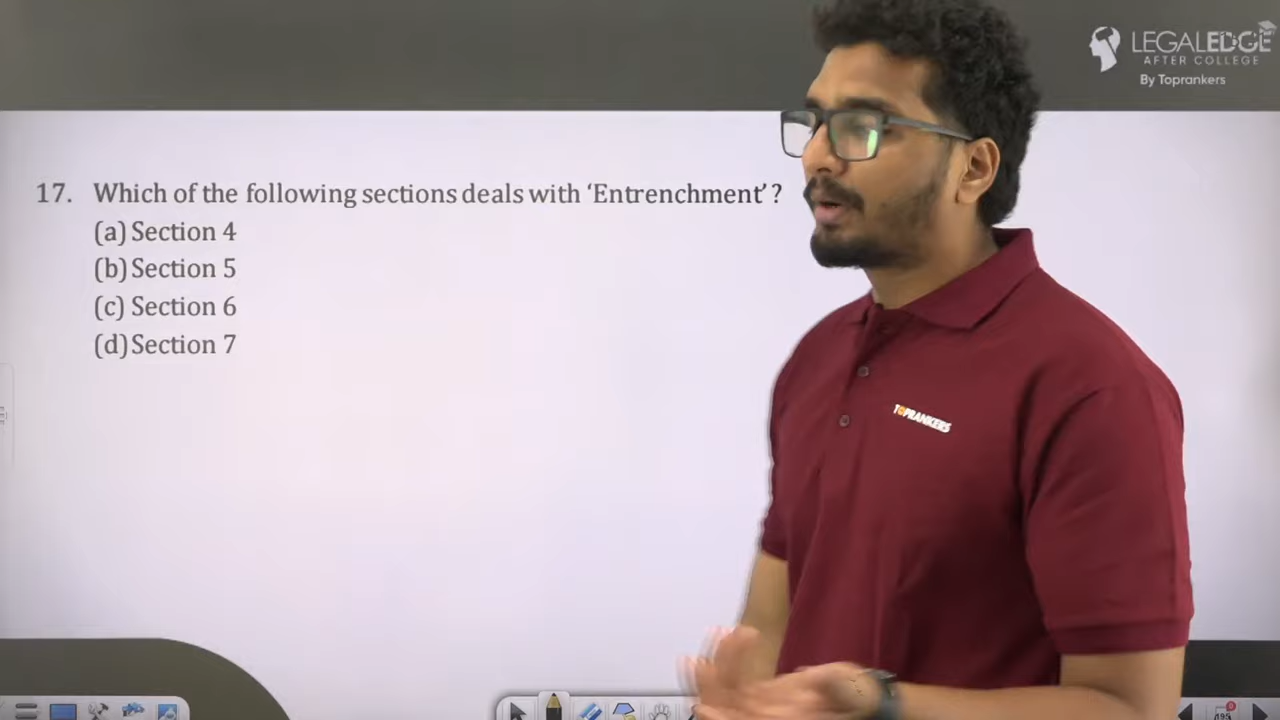 LEGALEDGE
AFTER COLLEGE
By Toprankers
17. Which of the following sections deals with ‘Entrenchment’ ?
(a) Section 4
(b) Section 5
(c) Section 6
(d) Section 7
TOPRANKERS
495